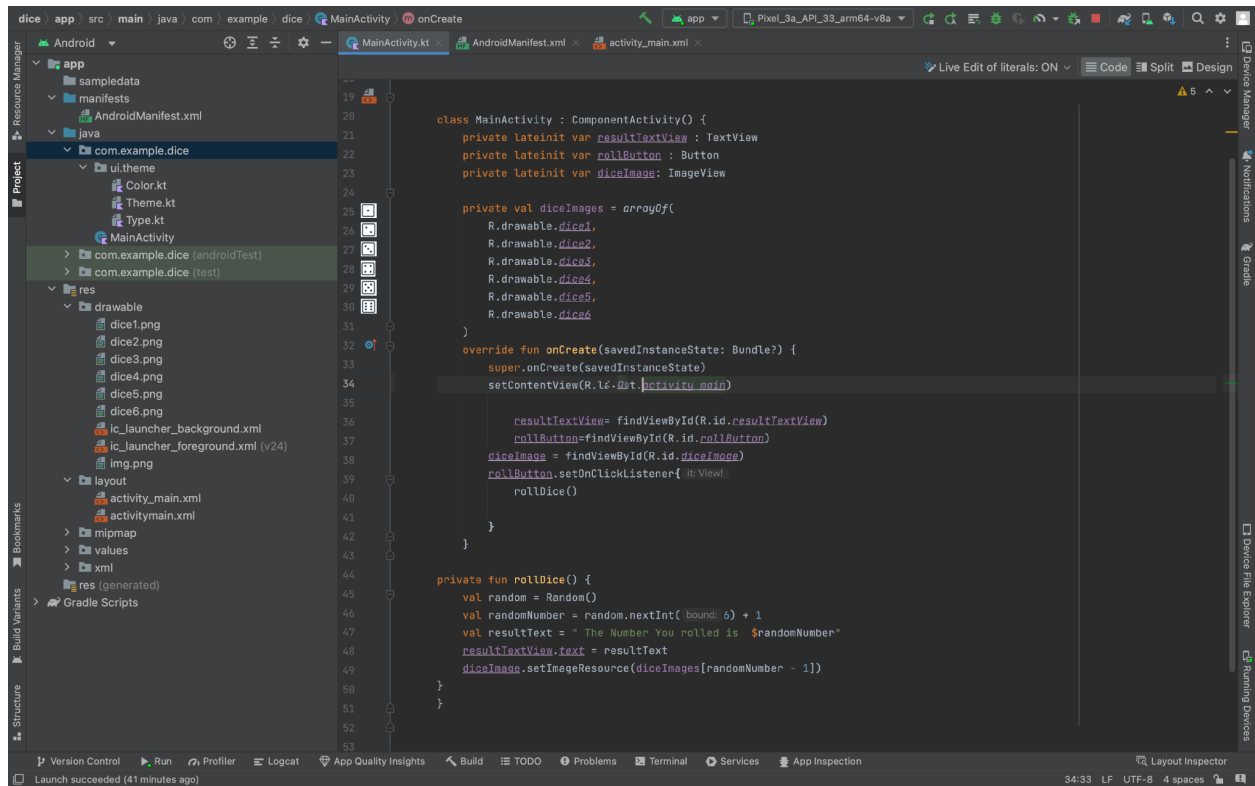 dice app src main java com example dice MainActivity onCreate app Pixel_3a_API_33_arm64-v8a
Android
MainActivity.kt AndroidManifest.xml activity_main.xml
Live Edit of literals: ON Code Split Design
5
Resource Manager
Project
Bookmarks
Build Variants
Structure
app
sampledata
manifests
AndroidManifest.xml
java
com.example.dice
ui.theme
Color.kt
Theme.kt
Type.kt
MainActivity
com.example.dice (androidTest)
com.example.dice (test)
res
drawable
dice1.png
dice2.png
dice3.png
dice4.png
dice5.png
dice6.png
ic_launcher_background.xml
ic_launcher_foreground.xml (v24)
img.png
layout
activity_main.xml
activitymain.xml
mipmap
values
xml
res (generated)
Gradle Scripts
19
20 class MainActivity : ComponentActivity() {
21 private lateinit var resultTextView : TextView
22 private lateinit var rollButton : Button
23 private lateinit var diceImage: ImageView
24
25 private val diceImages = arrayOf(
26 R.drawable.dice1,
27 R.drawable.dice2,
28 R.drawable.dice3,
29 R.drawable.dice4,
30 R.drawable.dice5,
R.drawable.dice6
31 )
32 override fun onCreate(savedInstanceState: Bundle?) {
33 super.onCreate(savedInstanceState)
34 setContentView(R. .activity_main)
35
36 resultTextView= findViewById(R.id.resultTextView)
37 rollButton=findViewById(R.id.rollButton)
38 diceImage = findViewById(R.id.diceImage)
39 rollButton.setOnClickListener{ it: View!
40 rollDice()
41
}
42 }
43
44 private fun rollDice() {
45 val random = Random()
46 val randomNumber = random.nextInt( bound: 6) + 1
47 val resultText = " The Number You rolled is $randomNumber"
48 resultTextView.text = resultText
49 diceImage.setImageResource(diceImages[randomNumber - 1])
50 }
51 }
52
53
Device Manager
Notifications
Gradle
Device File Explorer
Running Devices
Version Control Run Profiler Logcat App Quality Insights Build TODO Problems Terminal Services App Inspection Layout Inspector
Launch succeeded (41 minutes ago) 34:33 LF UTF-8 4 spaces